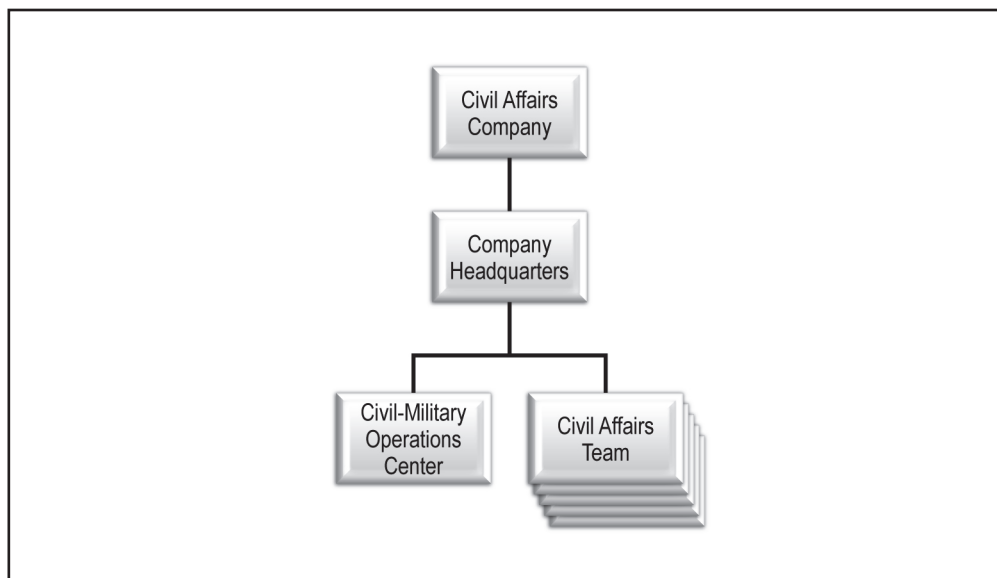 Civil Affairs
Company
Company
Headquarters
Civil-Military
Operations
Center
Civil Affairs
Team